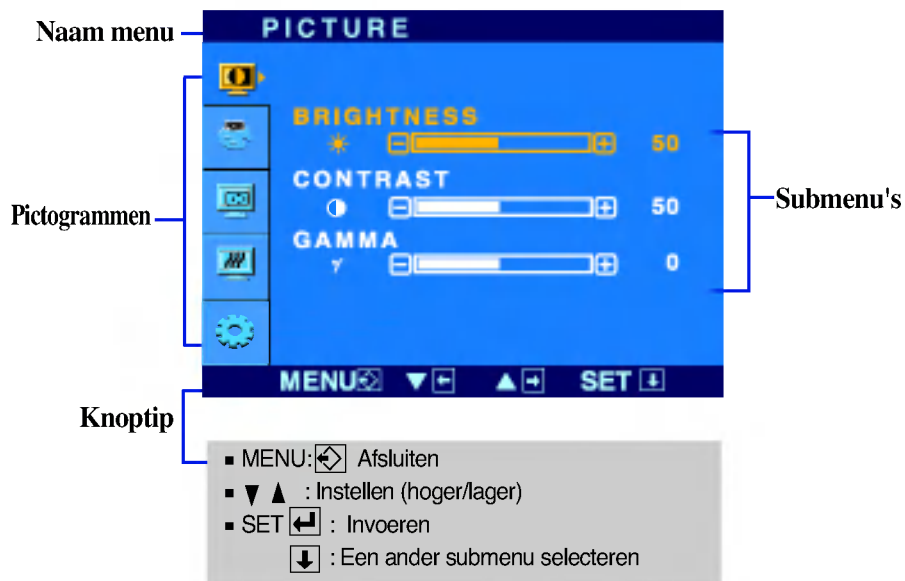 Naam menu
PICTURE
BRIGHTNESS
50
CONTRAST
50
GAMMA
γ 0
Pictogrammen
Submenu's
MENU ▼ ▲ SET
Knoptip
▪ MENU: Afsluiten
▪ ▼ ▲ : Instellen (hoger/lager)
▪ SET ↵ : Invoeren
↓ : Een ander submenu selecteren